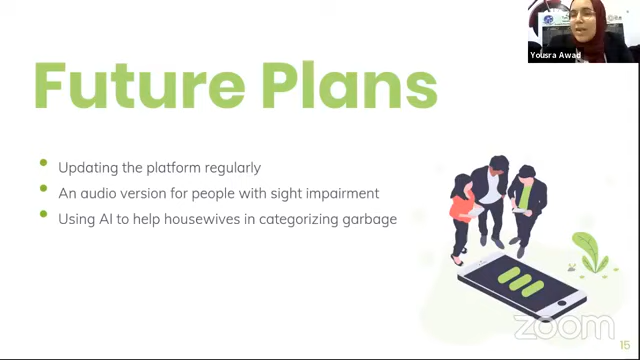 Future Plans
Updating the platform regularly
An audio version for people with sight impairment
Using AI to help housewives in categorizing garbage
Yousra Awad
zoom
15